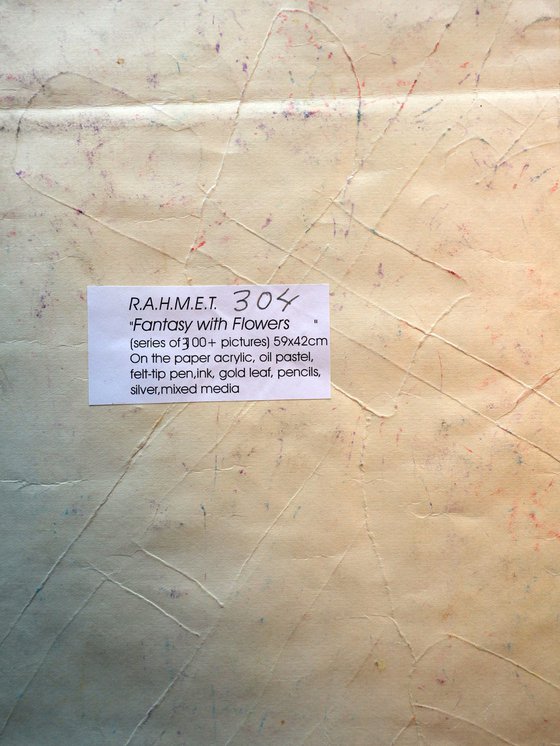 R.A.H.M.E.T. 304
"Fantasy with Flowers "
(series of 300+ pictures) 59x42cm
On the paper acrylic, oil pastel,
felt-tip pen,ink, gold leaf, pencils,
silver,mixed media